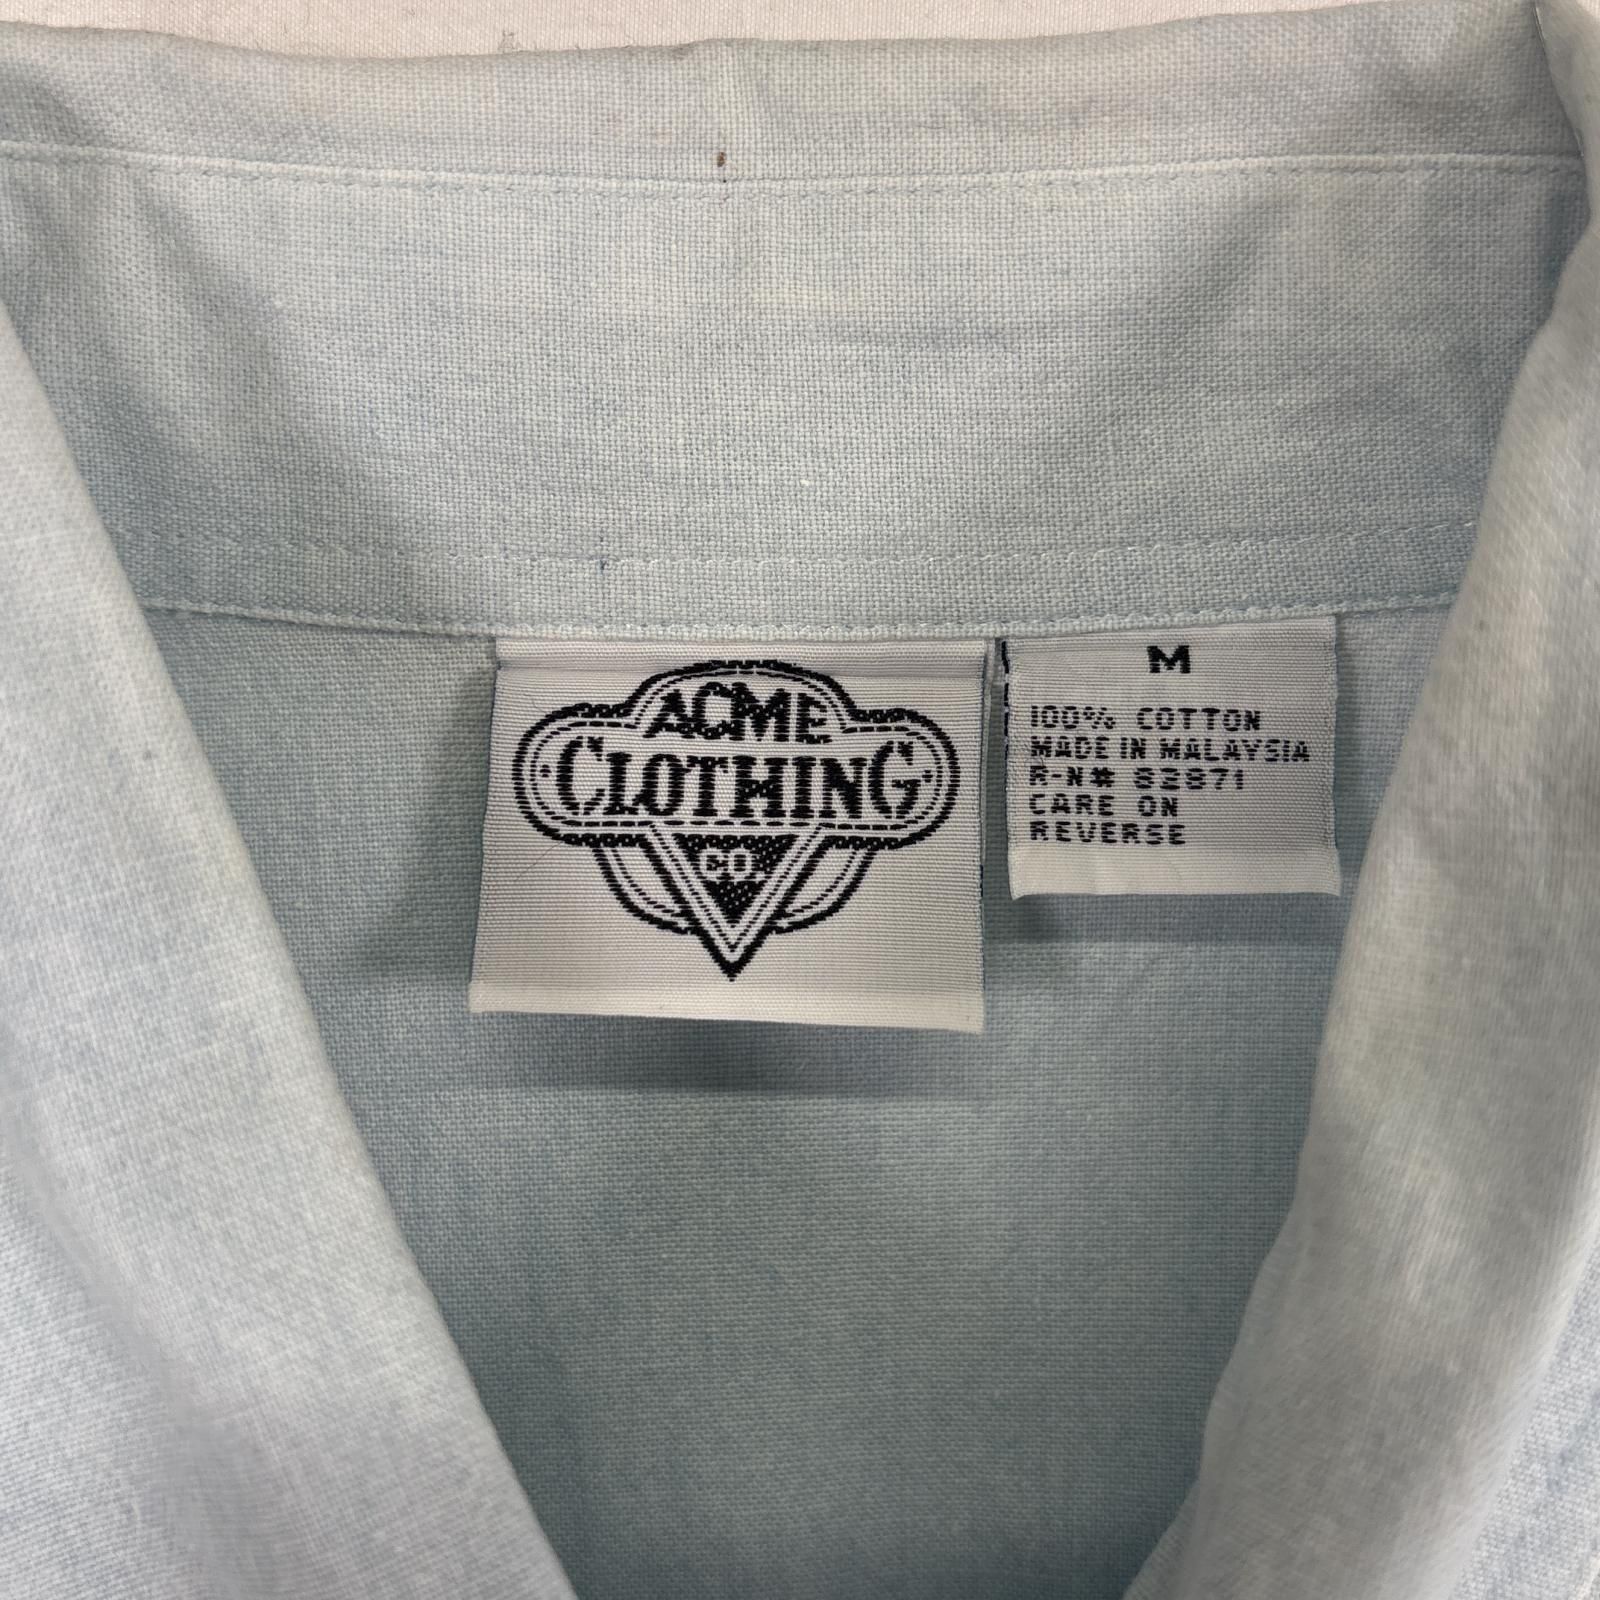 ACME
CLOTHING
CO.
M
100% COTTON
MADE IN MALAYSIA
R-N# 82871
CARE ON
REVERSE